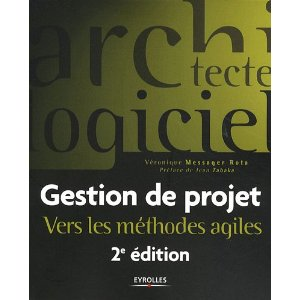 archi
tecte
logiciel
Véronique Messager Rota
Préface de Jean Tabaka
Gestion de projet
Vers les méthodes agiles
2e édition
EYROLLES